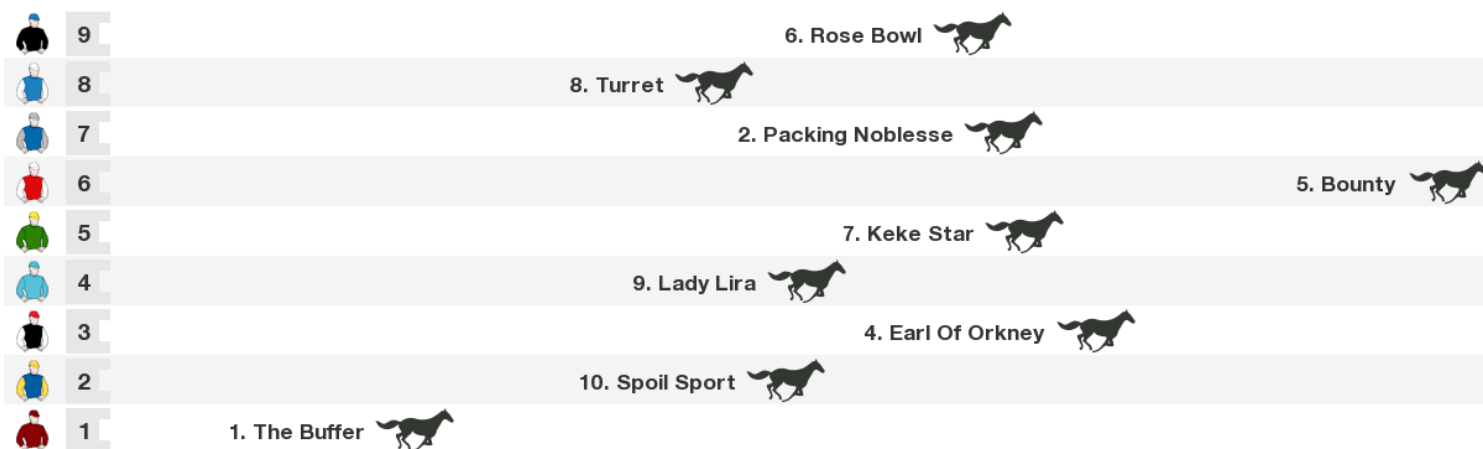 9 6. Rose Bowl
8 8. Turret
7 2. Packing Noblesse
6 5. Bounty
5 7. Keke Star
4 9. Lady Lira
3 4. Earl Of Orkney
2 10. Spoil Sport
1 1. The Buffer